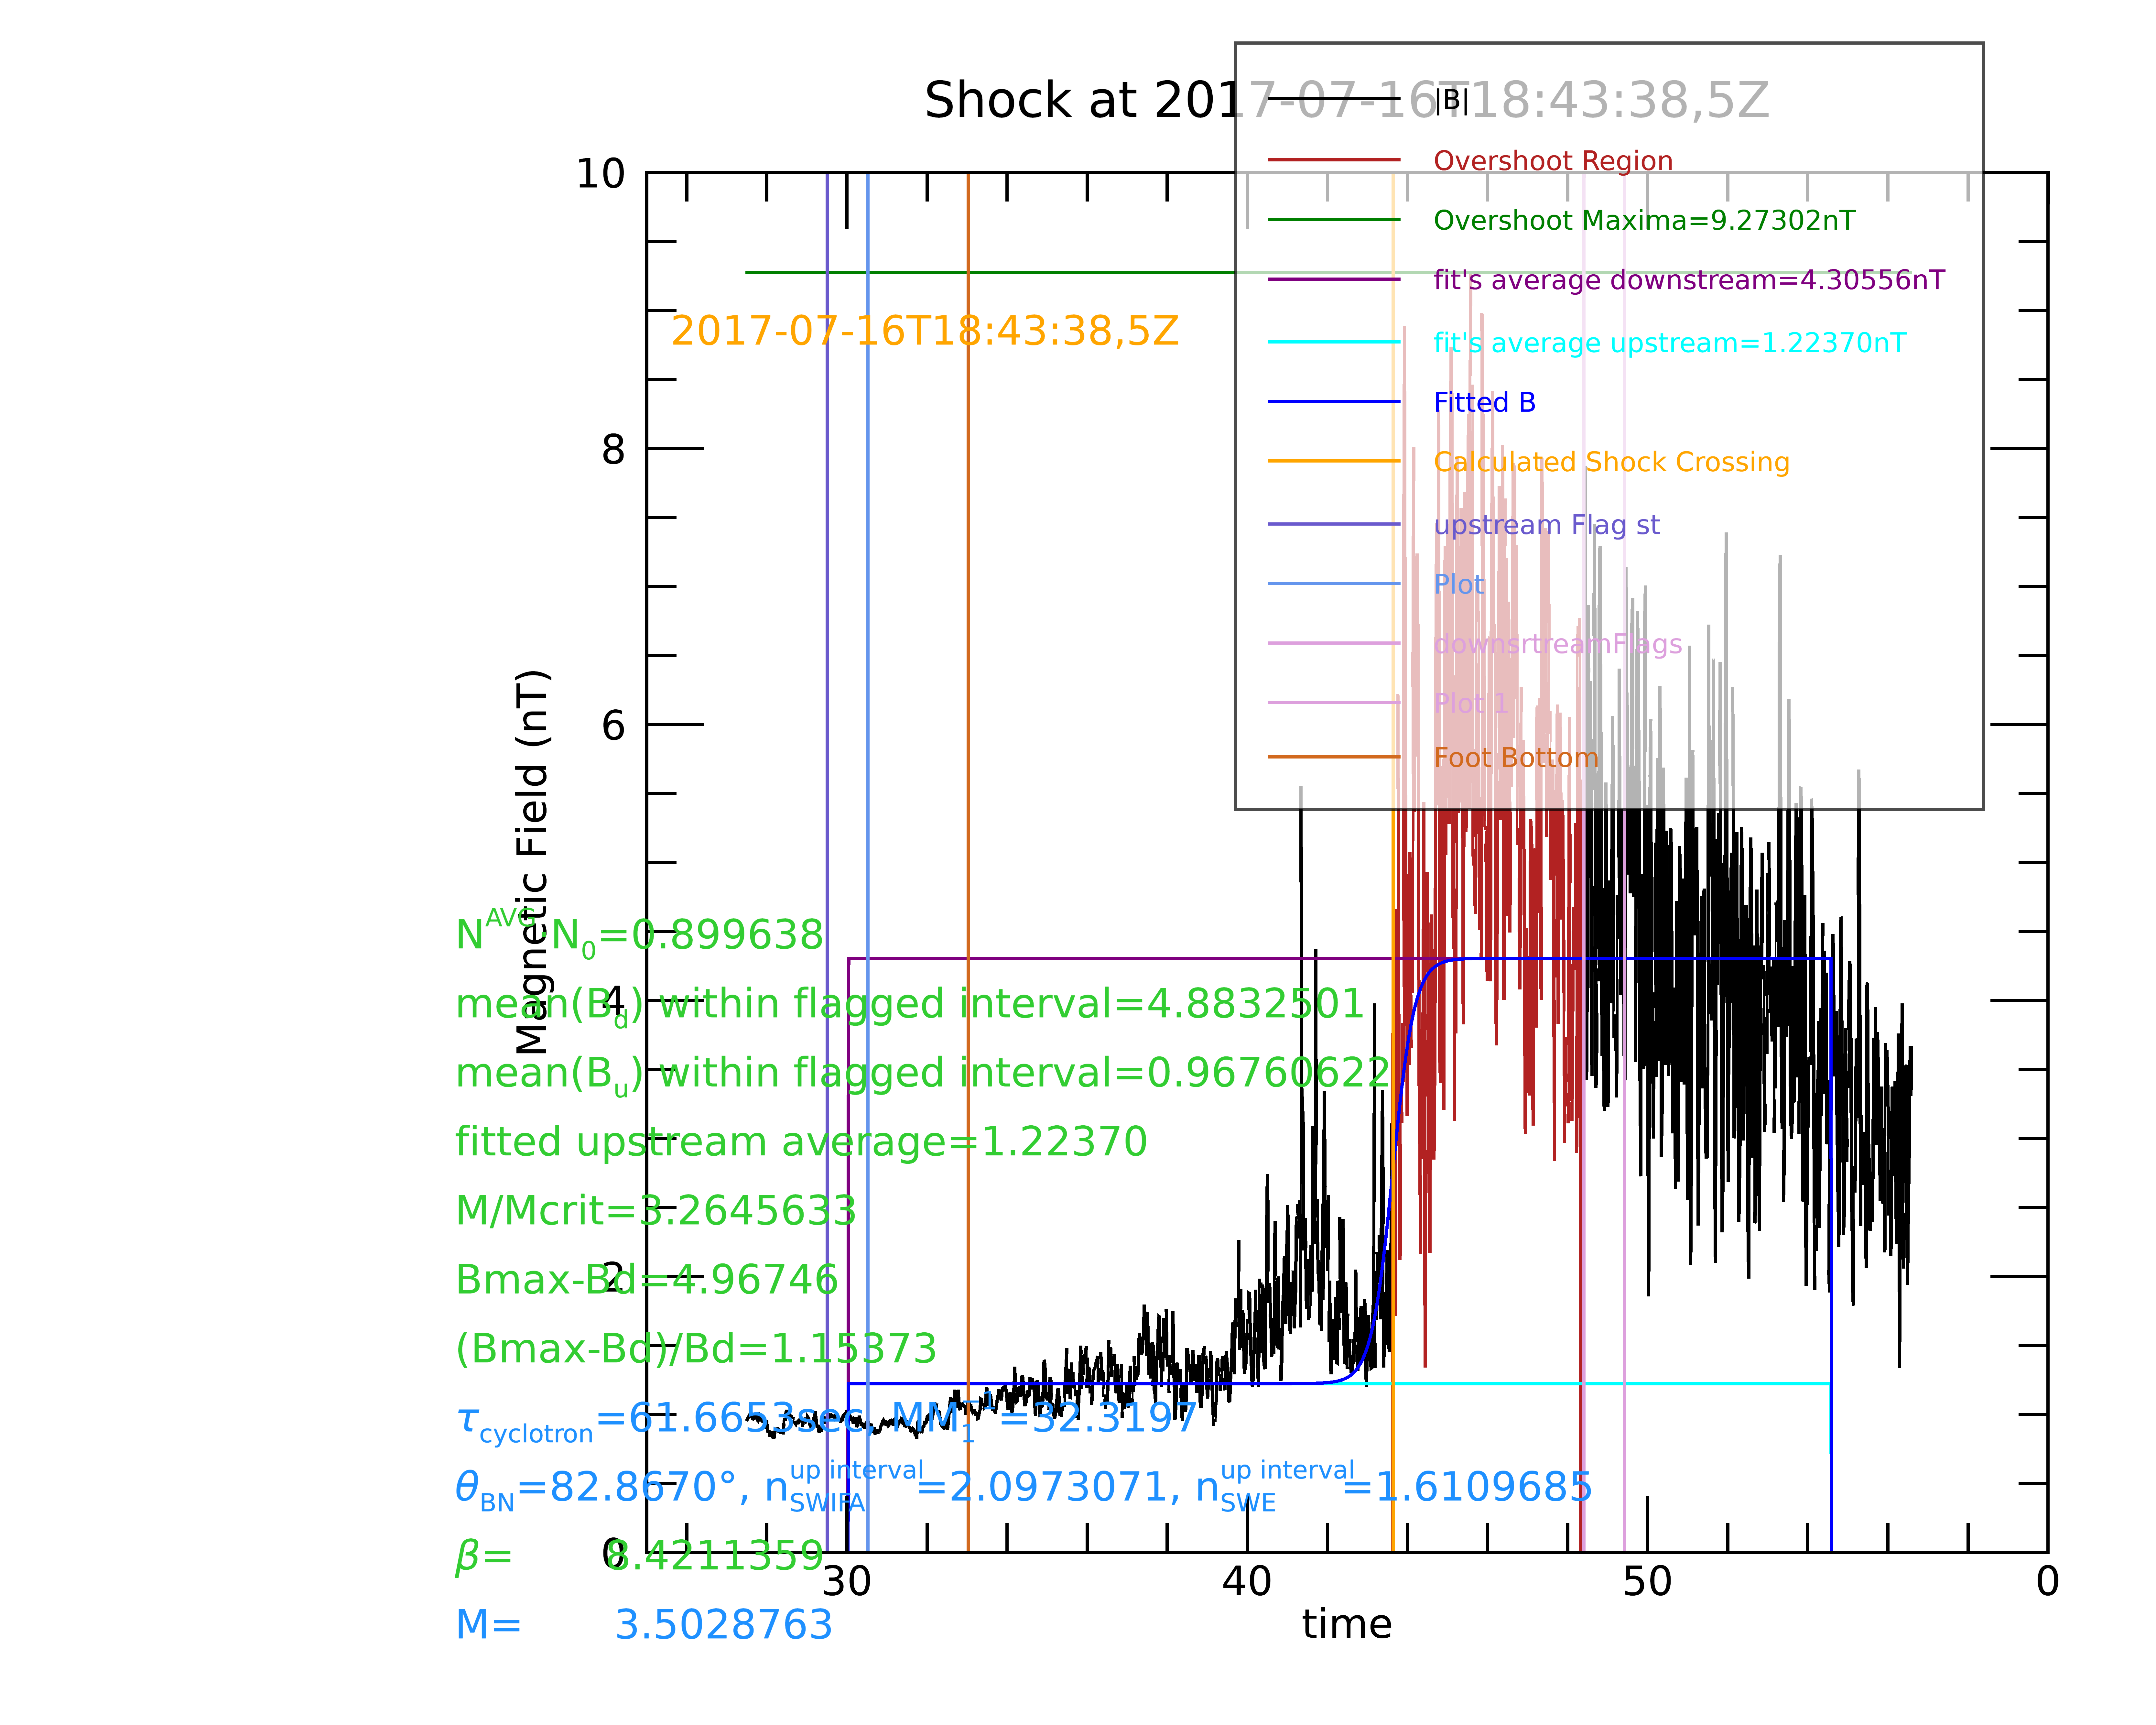 Shock at 2017-07-16T18:43:38,5Z
|B|
Overshoot Region
Overshoot Maxima=9.27302nT
fit's average downstream=4.30556nT
fit's average upstream=1.22370nT
Fitted B
Calculated Shock Crossing
upstream Flag st
Plot
downsrtreamFlags
Plot 1
Foot Bottom
2017-07-16T18:43:38,5Z
10
8
6
4
2
0
Magnetic Field (nT)
N^AVG·N_0=0.899638
mean(B_d) within flagged interval=4.8832501
mean(B_u) within flagged interval=0.96760622
fitted upstream average=1.22370
M/Mcrit=3.2645633
Bmax-Bd=4.96746
(Bmax-Bd)/Bd=1.15373
τ_cyclotron=61.6653sec, MM_1^-1=32.3197
θ_BN=82.8670°, n_SWIFA^up interval=2.0973071, n_SWE^up interval=1.6109685
β= 8.4211359
M= 3.5028763
30 40 50 0
time